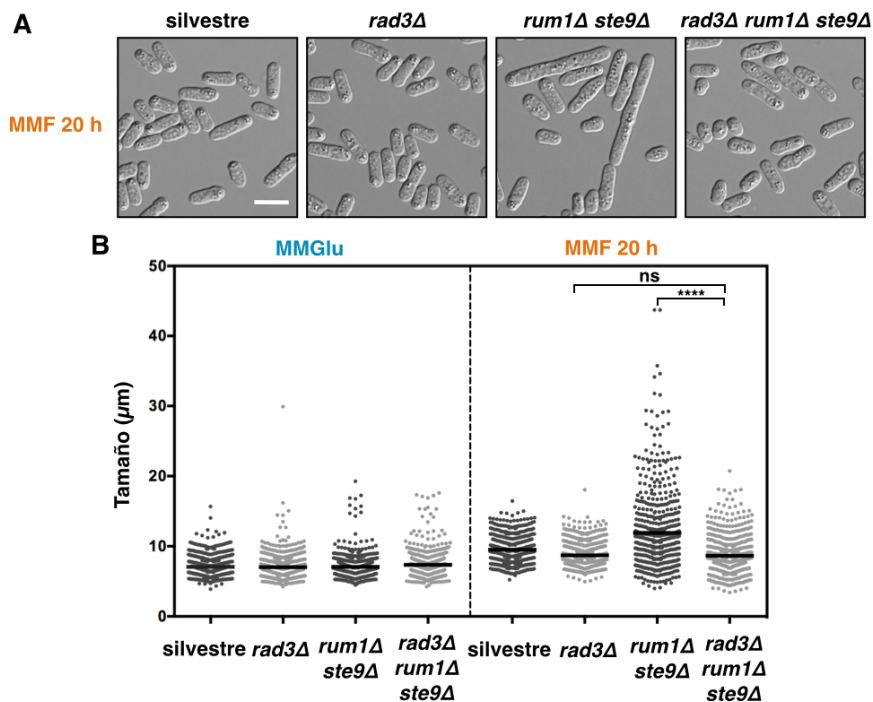 A
silvestre rad3Δ rum1Δ ste9Δ rad3Δ rum1Δ ste9Δ
MMF 20 h
B
MMGlu MMF 20 h
50
ns
****
40
30
20
10
0
Tamaño (µm)
silvestre rad3Δ rum1Δ rad3Δ silvestre rad3Δ rum1Δ rad3Δ
ste9Δ rum1Δ ste9Δ rum1Δ
ste9Δ ste9Δ